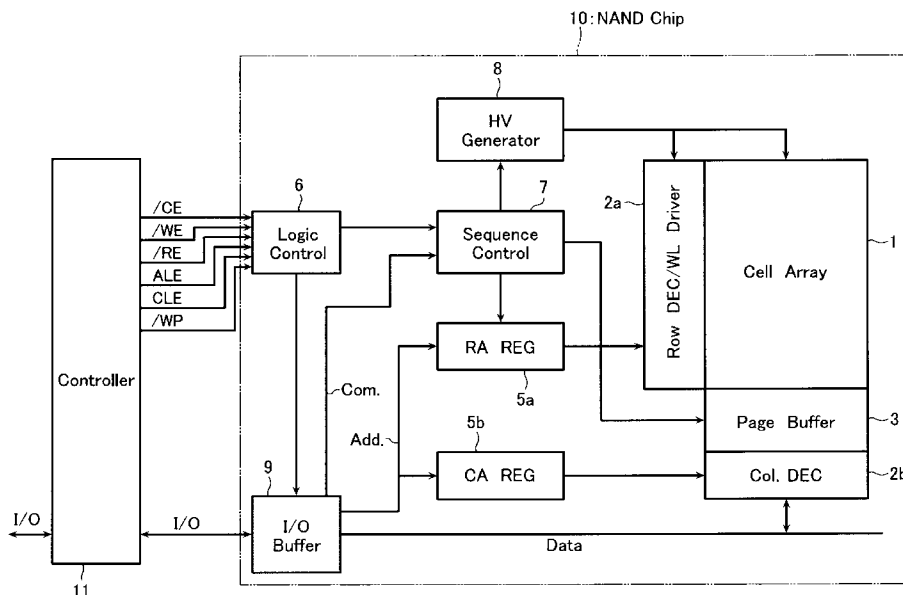 10:NAND Chip
8
HV
Generator
/CE
/WE
/RE
ALE
CLE
/WP
6
Logic
Control
7
Sequence
Control
2a
Row DEC/WL Driver
1
Cell Array
Controller
RA REG
5a
Com.
Add.
5b
CA REG
Page Buffer
3
Col. DEC
2b
9
I/O
Buffer
I/O
I/O
Data
11